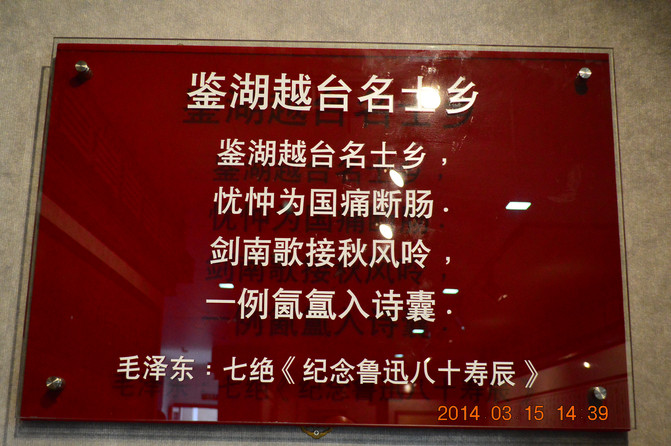 鉴湖越台名士乡
鉴湖越台名士乡，
忧忡为国痛断肠.
剑南歌接秋风呤，
一例氤氲入诗囊.
毛泽东：七绝《纪念鲁迅八十寿辰》
2014 03 15 14 39